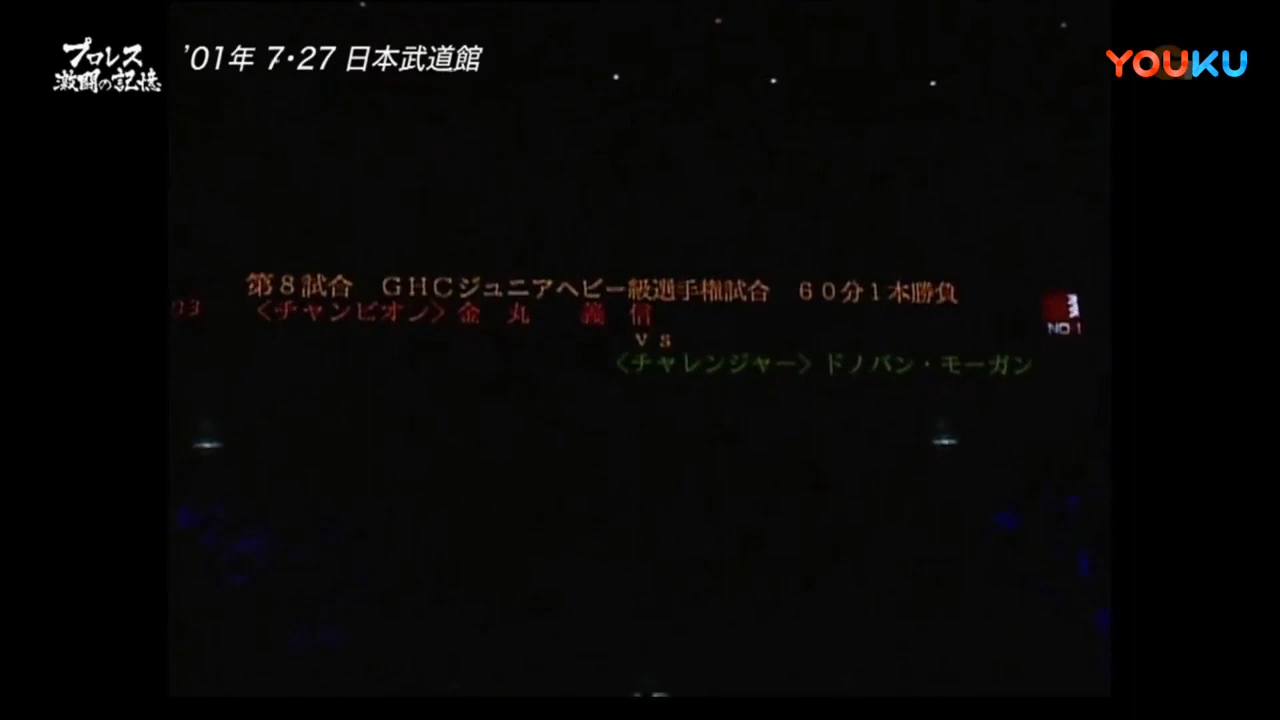 プロレス
激闘の記憶
'01年 7・27 日本武道館
YOUKU
第8試合 GHCジュニアヘビー級選手権試合 60分1本勝負
〈チャンピオン〉金 丸 義 信
vs
〈チャレンジャー〉ドノバン・モーガン
NO 1